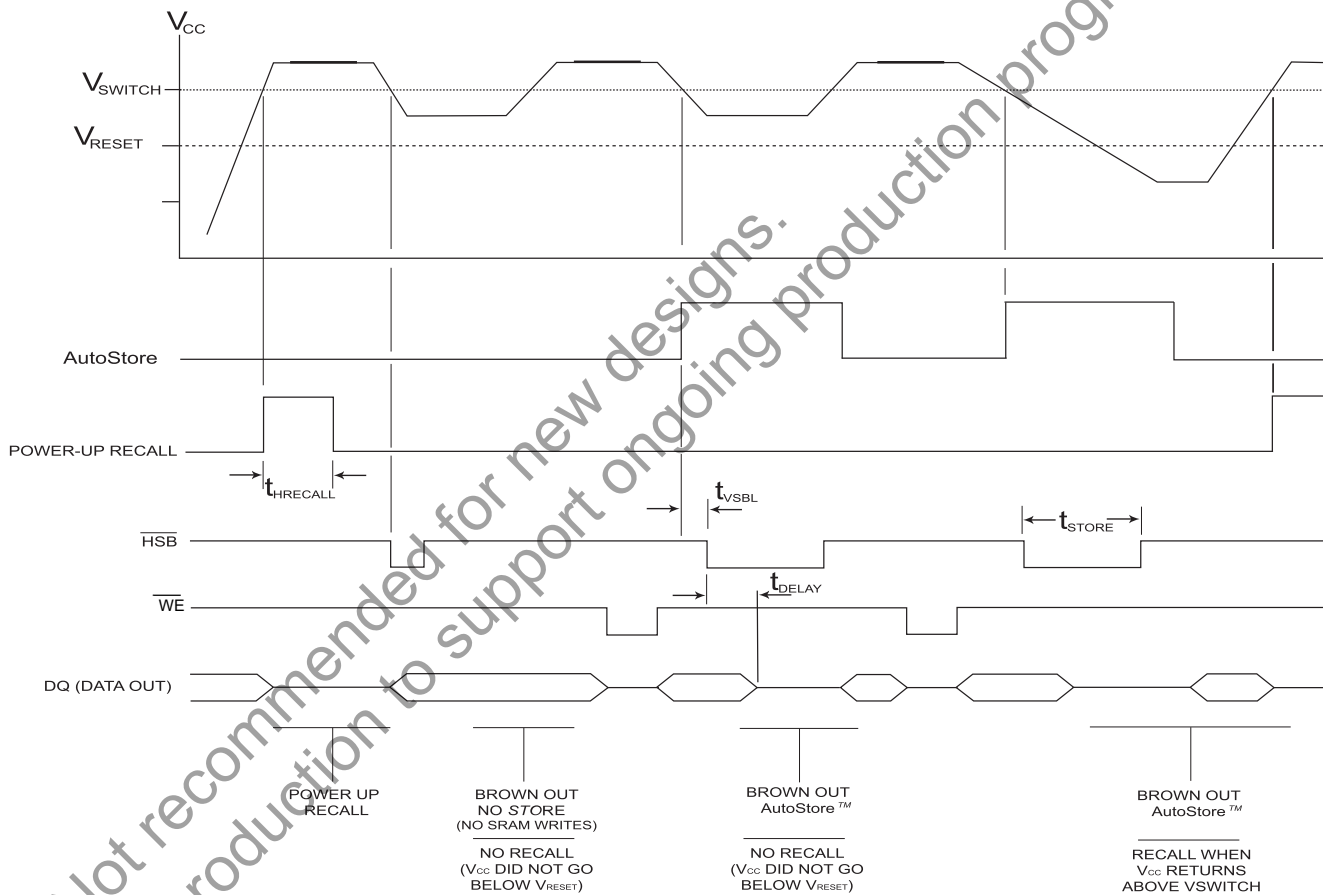 VCC
VSWITCH
VRESET
AutoStore
POWER-UP RECALL
tHRECALL
tVSBL
tSTORE
HSB
tDELAY
WE
DQ (DATA OUT)
POWER UP
RECALL
BROWN OUT
NO STORE
(NO SRAM WRITES)
NO RECALL
(VCC DID NOT GO
BELOW VRESET)
BROWN OUT
AutoStore™
NO RECALL
(VCC DID NOT GO
BELOW VRESET)
BROWN OUT
AutoStore™
RECALL WHEN
VCC RETURNS
ABOVE VSWITCH
Not recommended for new designs.
production to support ongoing production